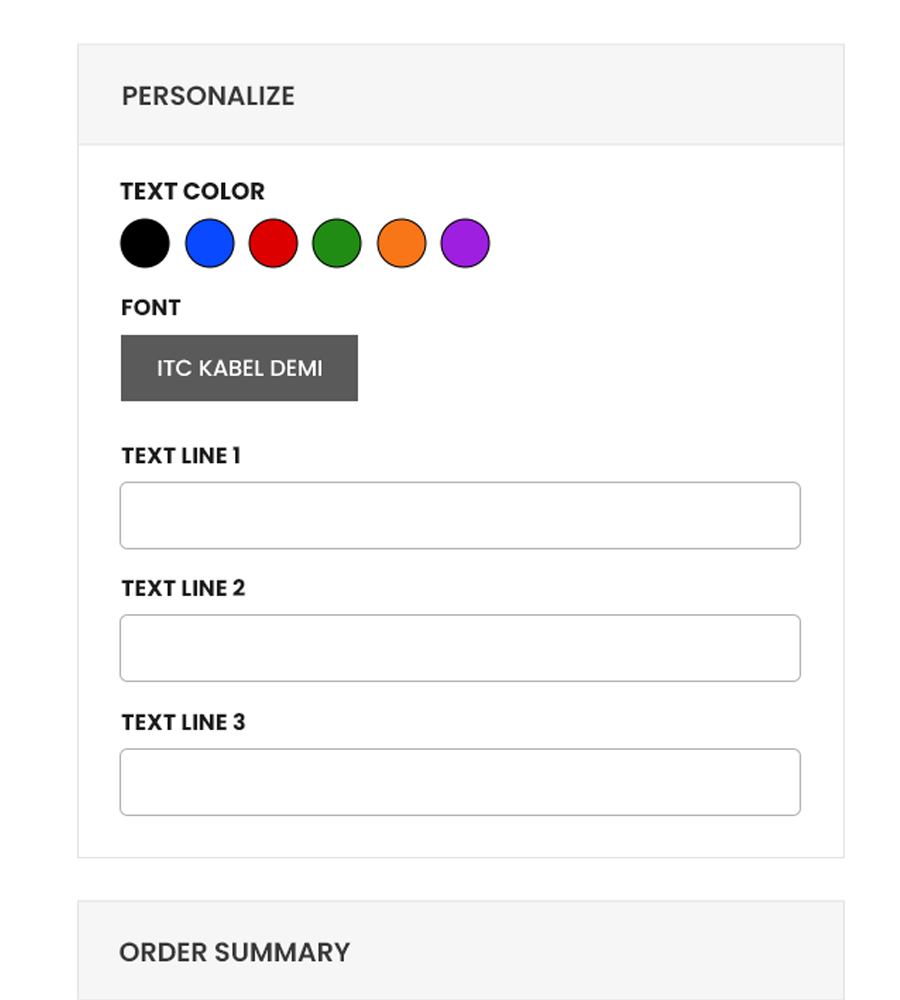 PERSONALIZE
TEXT COLOR
FONT
ITC KABEL DEMI
TEXT LINE 1
TEXT LINE 2
TEXT LINE 3
ORDER SUMMARY